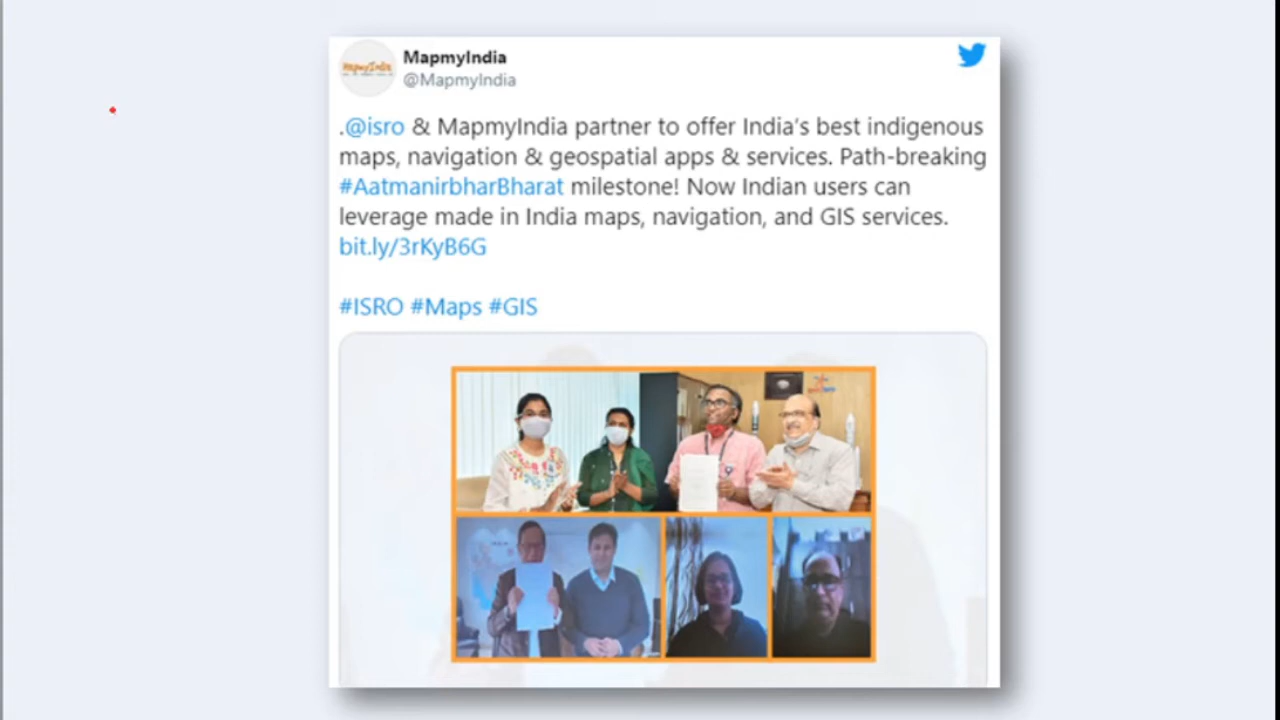 MapmyIndia
MapmyIndia
@MapmyIndia
.@isro & MapmyIndia partner to offer India's best indigenous
maps, navigation & geospatial apps & services. Path-breaking
#AatmanirbharBharat milestone! Now Indian users can
leverage made in India maps, navigation, and GIS services.
bit.ly/3rKyB6G
#ISRO #Maps #GIS